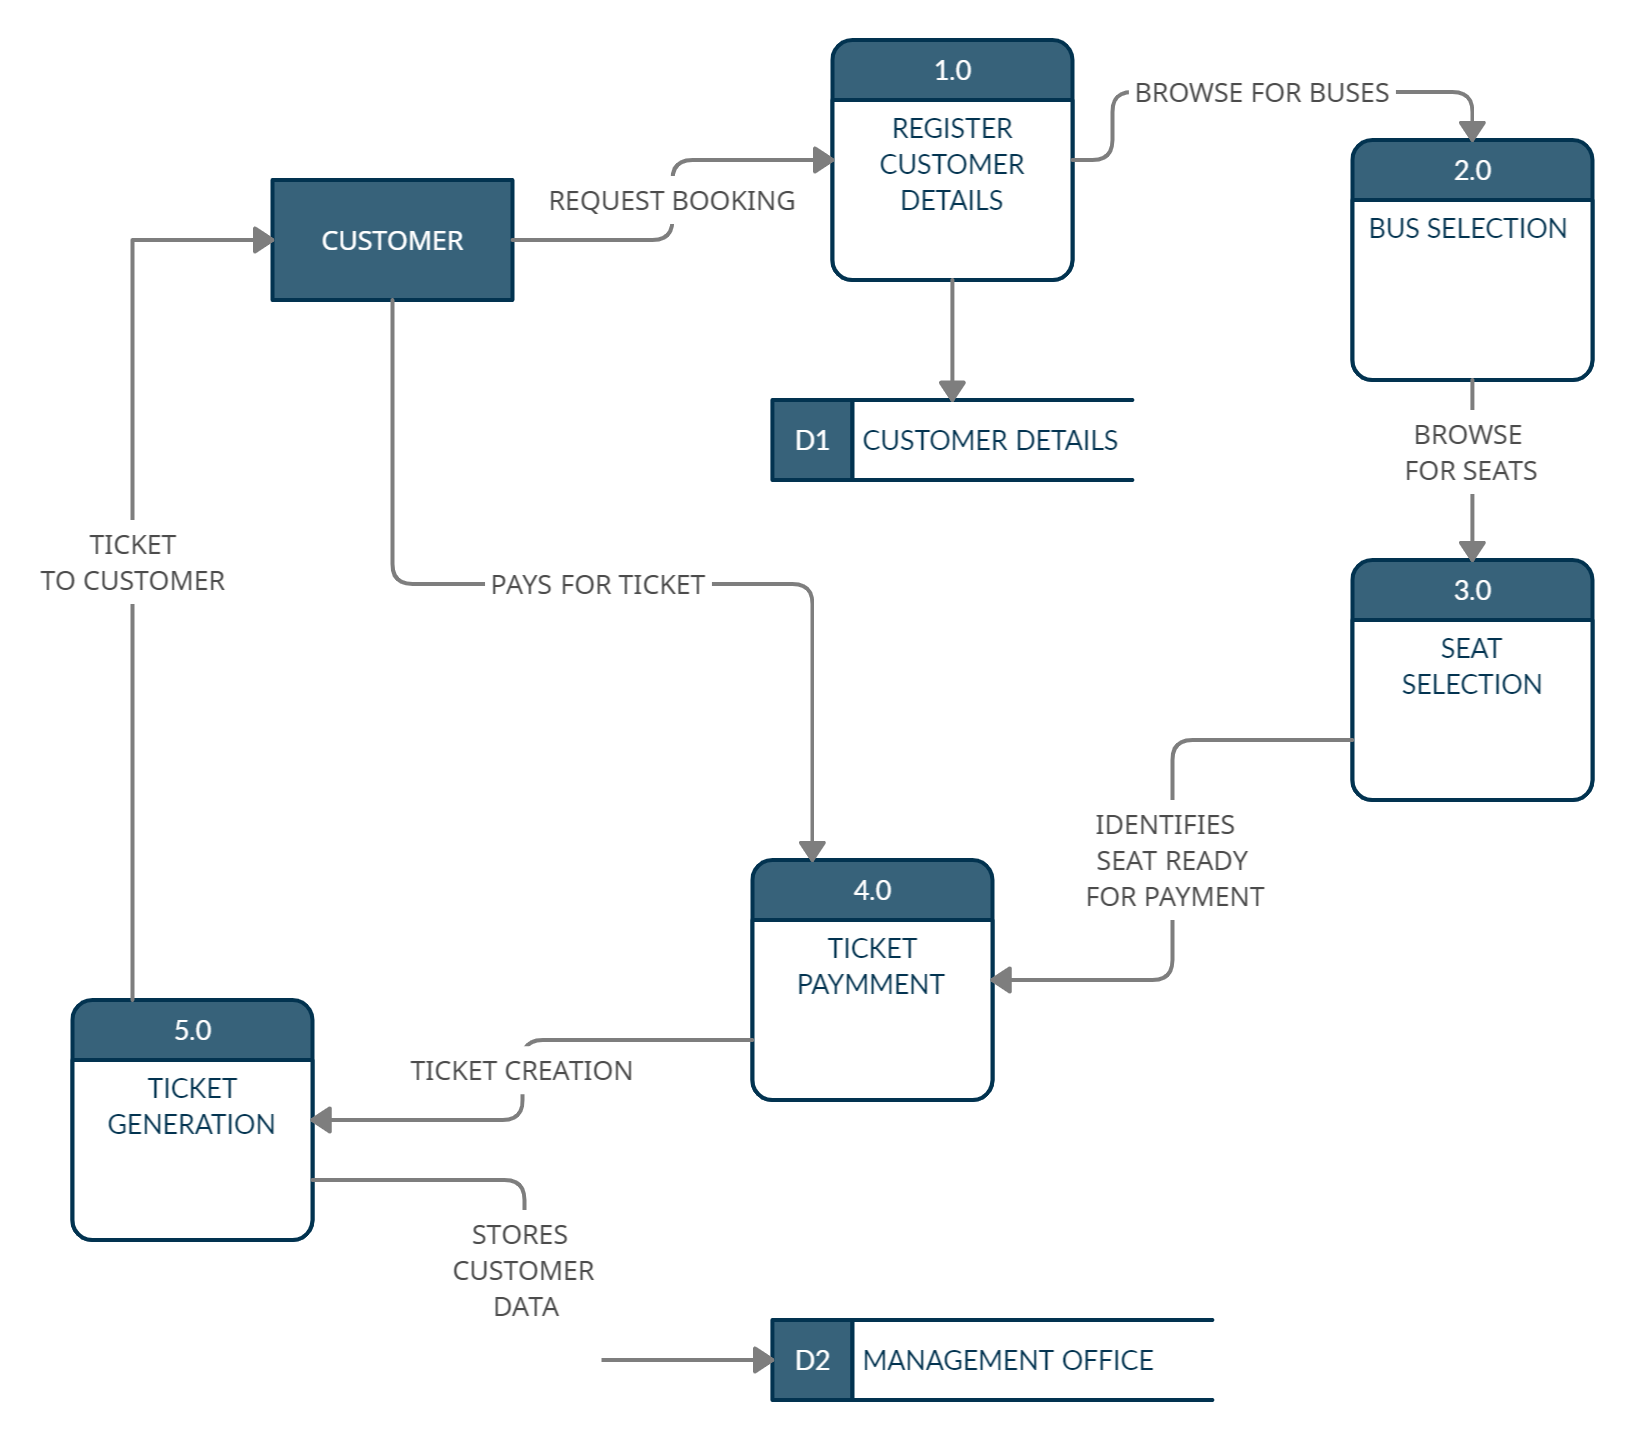 1.0
REGISTER
CUSTOMER
DETAILS
BROWSE FOR BUSES
2.0
BUS SELECTION
REQUEST BOOKING
CUSTOMER
D1
CUSTOMER DETAILS
BROWSE
FOR SEATS
3.0
SEAT
SELECTION
TICKET
TO CUSTOMER
PAYS FOR TICKET
IDENTIFIES
SEAT READY
FOR PAYMENT
4.0
TICKET
PAYMMENT
5.0
TICKET
GENERATION
TICKET CREATION
STORES
CUSTOMER
DATA
D2
MANAGEMENT OFFICE